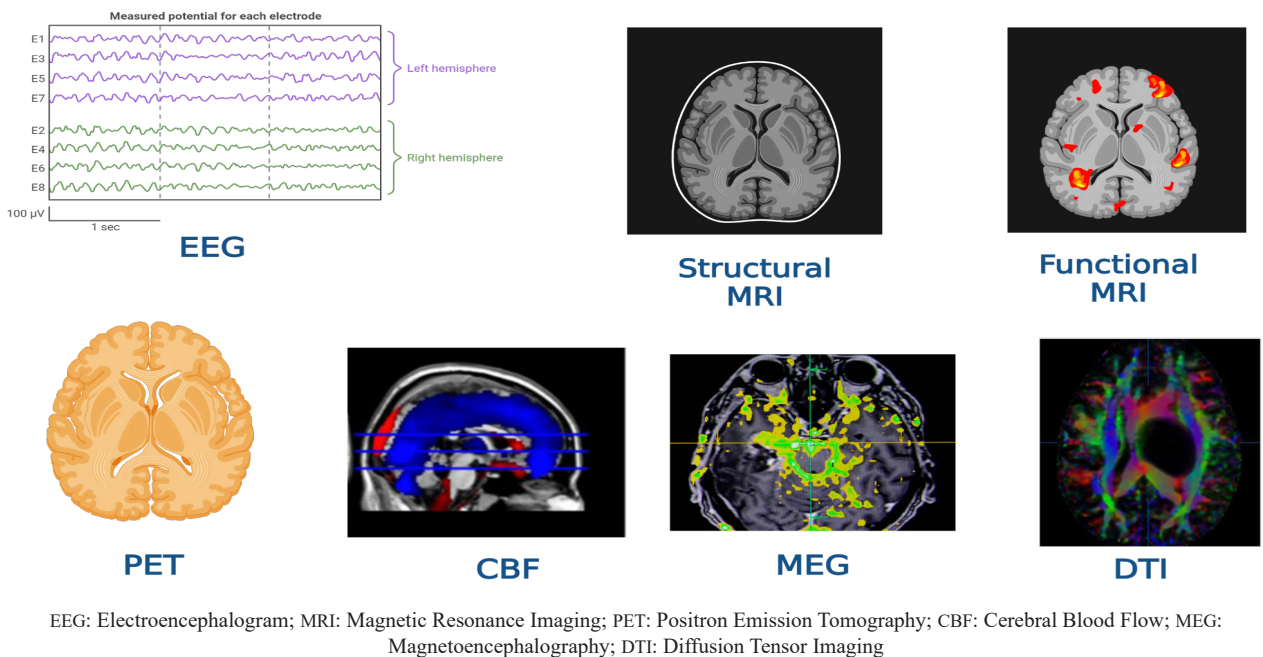 Measured potential for each electrode
E1
E3
E5
E7
Left hemisphere
E2
E4
E6
E8
Right hemisphere
100 µV
1 sec
EEG
Structural
MRI
Functional
MRI
PET
CBF
MEG
DTI
EEG: Electroencephalogram; MRI: Magnetic Resonance Imaging; PET: Positron Emission Tomography; CBF: Cerebral Blood Flow; MEG:
Magnetoencephalography; DTI: Diffusion Tensor Imaging